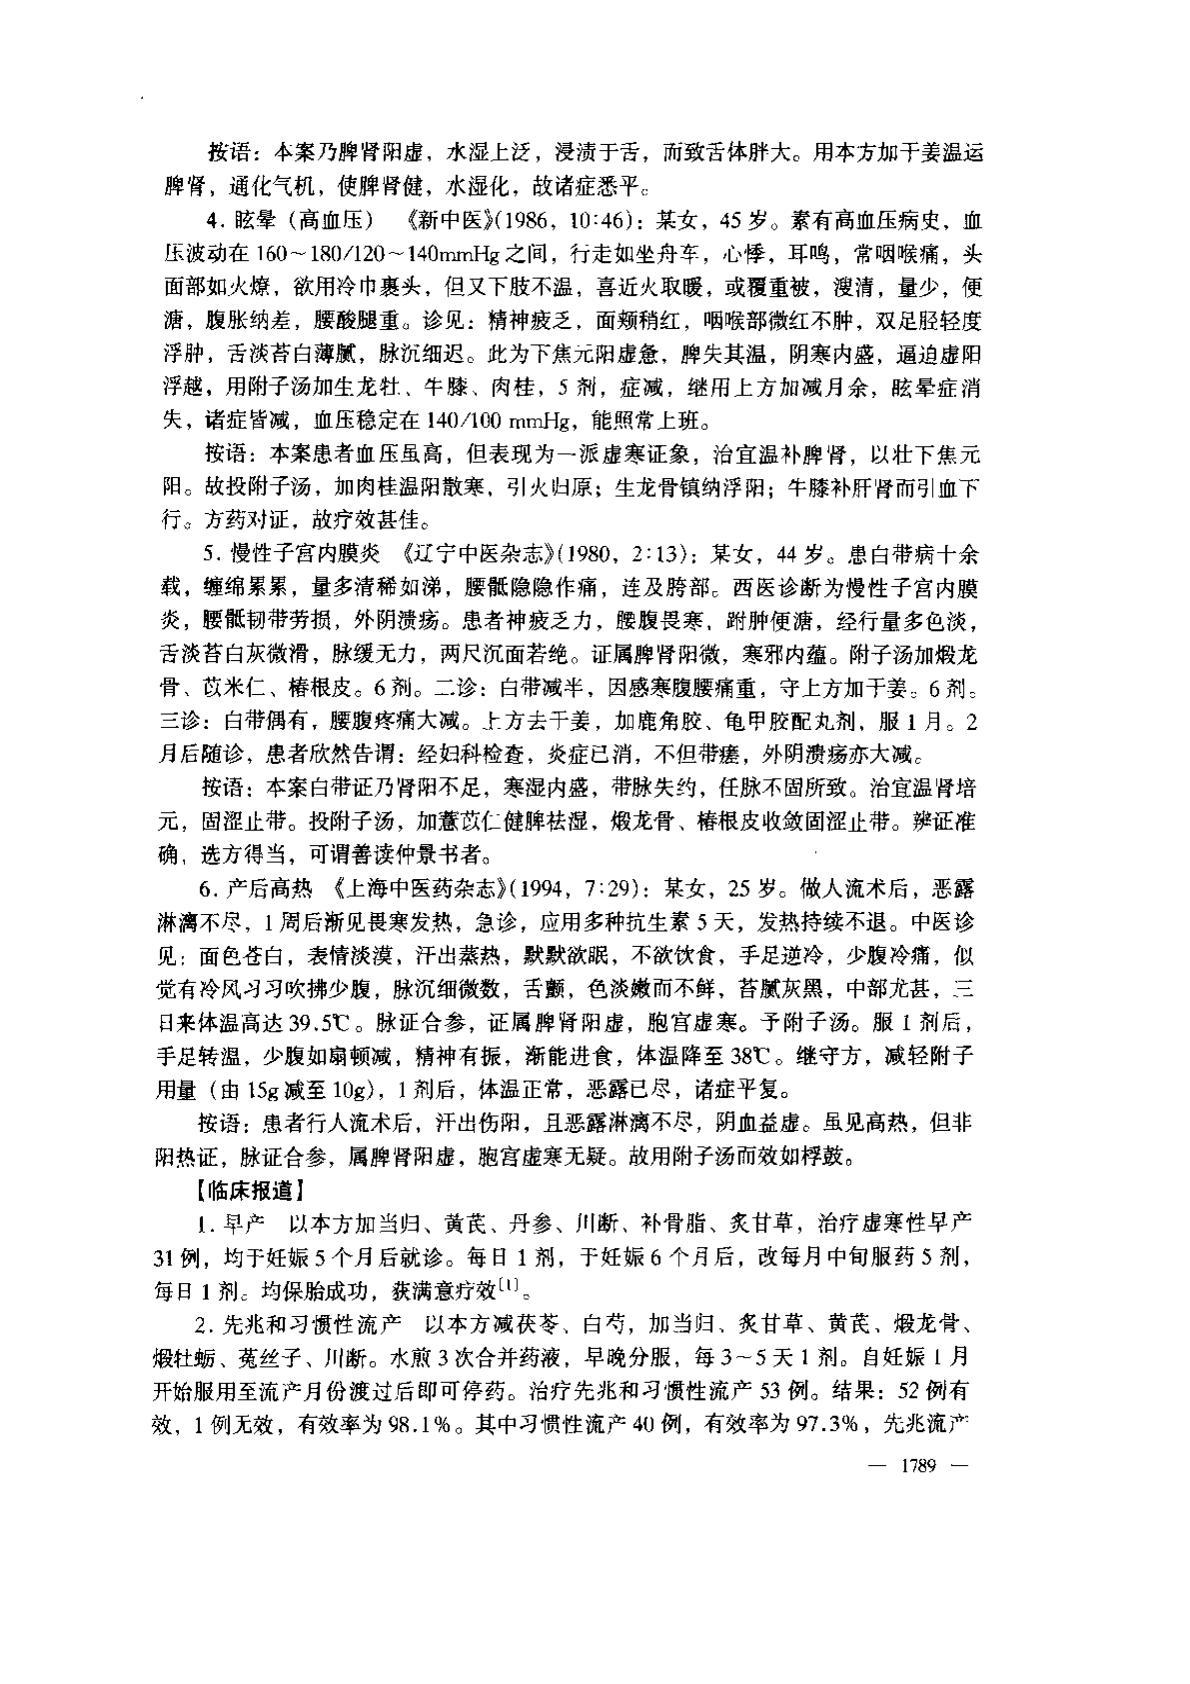 按语：本案乃脾肾阳虚，水湿上泛，浸渍于舌，而致舌体胖大。用本方加干姜温运
脾肾，通化气机，使脾肾健，水湿化，故诸症悉平。
4. 眩晕（高血压） 《新中医》(1986，10:46)：某女，45 岁。素有高血压病史，血
压波动在 160～180/120～140mmHg 之间，行走如坐舟车，心悸，耳鸣，常咽喉痛，头
面部如火燎，欲用冷巾裹头，但又下肢不温，喜近火取暖，或覆重被，溲清，量少，便
溏，腹胀纳差，腰酸腿重。诊见：精神疲乏，面颊稍红，咽喉部微红不肿，双足胫轻度
浮肿，舌淡苔白薄腻，脉沉细迟。此为下焦元阳虚惫，脾失其温，阴寒内盛，逼迫虚阳
浮越，用附子汤加生龙牡、牛膝、肉桂，5 剂，症减，继用上方加减月余，眩晕症消
失，诸症皆减，血压稳定在 140/100 mmHg，能照常上班。
按语：本案患者血压虽高，但表现为一派虚寒证象，治宜温补脾肾，以壮下焦元
阳。故投附子汤，加肉桂温阳散寒，引火归原；生龙骨镇纳浮阳；牛膝补肝肾而引血下
行。方药对证，故疗效甚佳。
5. 慢性子宫内膜炎 《辽宁中医杂志》(1980，2:13)：某女，44 岁。患白带病十余
载，缠绵累累，量多清稀如涕，腰骶隐隐作痛，连及胯部。西医诊断为慢性子宫内膜
炎，腰骶韧带劳损，外阴溃疡。患者神疲乏力，腰腹畏寒，跗肿便溏，经行量多色淡，
舌淡苔白灰微滑，脉缓无力，两尺沉面若绝。证属脾肾阳微，寒邪内蕴。附子汤加煅龙
骨、苡米仁、椿根皮。6 剂。二诊：白带减半，因感寒腹腰痛重，守上方加干姜。6 剂。
三诊：白带偶有，腰腹疼痛大减。上方去干姜，加鹿角胶、龟甲胶配丸剂，服 1 月。2
月后随诊，患者欣然告谓：经妇科检查，炎症已消，不但带瘥，外阴溃疡亦大减。
按语：本案白带证乃肾阳不足，寒湿内盛，带脉失约，任脉不固所致。治宜温肾培
元，固涩止带。投附子汤，加薏苡仁健脾祛湿，煅龙骨、椿根皮收敛固涩止带。辨证准
确，选方得当，可谓善读仲景书者。
6. 产后高热 《上海中医药杂志》(1994，7:29)：某女，25 岁。做人流术后，恶露
淋漓不尽，1 周后渐见畏寒发热，急诊，应用多种抗生素 5 天，发热持续不退。中医诊
见：面色苍白，表情淡漠，汗出蒸热，默默欲眠，不欲饮食，手足逆冷，少腹冷痛，似
觉有冷风习习吹拂少腹，脉沉细微数，舌颤，色淡嫩而不鲜，苔腻灰黑，中部尤甚，三
日来体温高达 39.5℃。脉证合参，证属脾肾阳虚，胞宫虚寒。予附子汤。服 1 剂后，
手足转温，少腹如扇顿减，精神有振，渐能进食，体温降至 38℃。继守方，减轻附子
用量（由 15g 减至 10g），1 剂后，体温正常，恶露已尽，诸症平复。
按语：患者行人流术后，汗出伤阳，且恶露淋漓不尽，阴血益虚。虽见高热，但非
阳热证，脉证合参，属脾肾阳虚，胞宫虚寒无疑。故用附子汤而效如桴鼓。
【临床报道】
1. 早产 以本方加当归、黄芪、丹参、川断、补骨脂、炙甘草，治疗虚寒性早产
31 例，均于妊娠 5 个月后就诊。每日 1 剂，于妊娠 6 个月后，改每月中旬服药 5 剂，
每日 1 剂。均保胎成功，获满意疗效〔1〕。
2. 先兆和习惯性流产 以本方减茯苓、白芍，加当归、炙甘草、黄芪、煅龙骨、
煅牡蛎、菟丝子、川断。水煎 3 次合并药液，早晚分服，每 3～5 天 1 剂。自妊娠 1 月
开始服用至流产月份渡过后即可停药。治疗先兆和习惯性流产 53 例。结果：52 例有
效，1 例无效，有效率为 98.1%。其中习惯性流产 40 例，有效率为 97.3%，先兆流产
— 1789 —